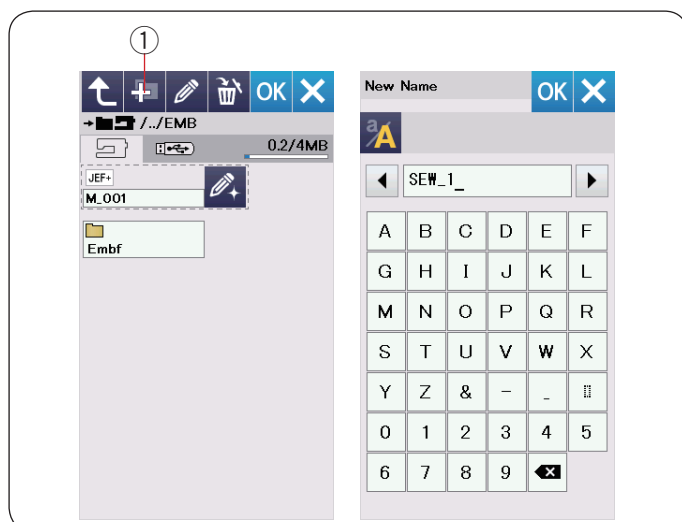 1
OK
/../EMB
0.2/4MB
JEF+
M_001
Embf
New Name
OK
a/A
SEW_1_
A B C D E F
G H I J K L
M N O P Q R
S T U V W X
Y Z & – _
0 1 2 3 4 5
6 7 8 9